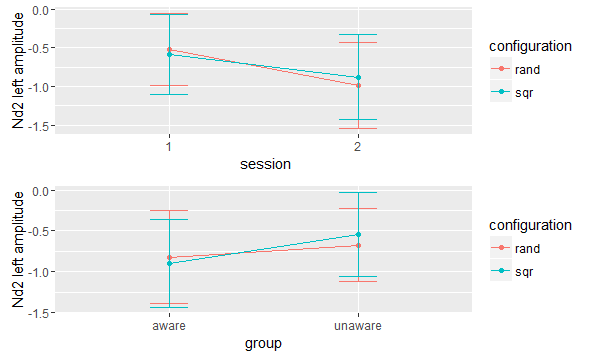 Nd2 left amplitude
0.0
-0.5
-1.0
-1.5
1
2
session
configuration
rand
sqr
Nd2 left amplitude
0.0
-0.5
-1.0
-1.5
aware
unaware
group
configuration
rand
sqr